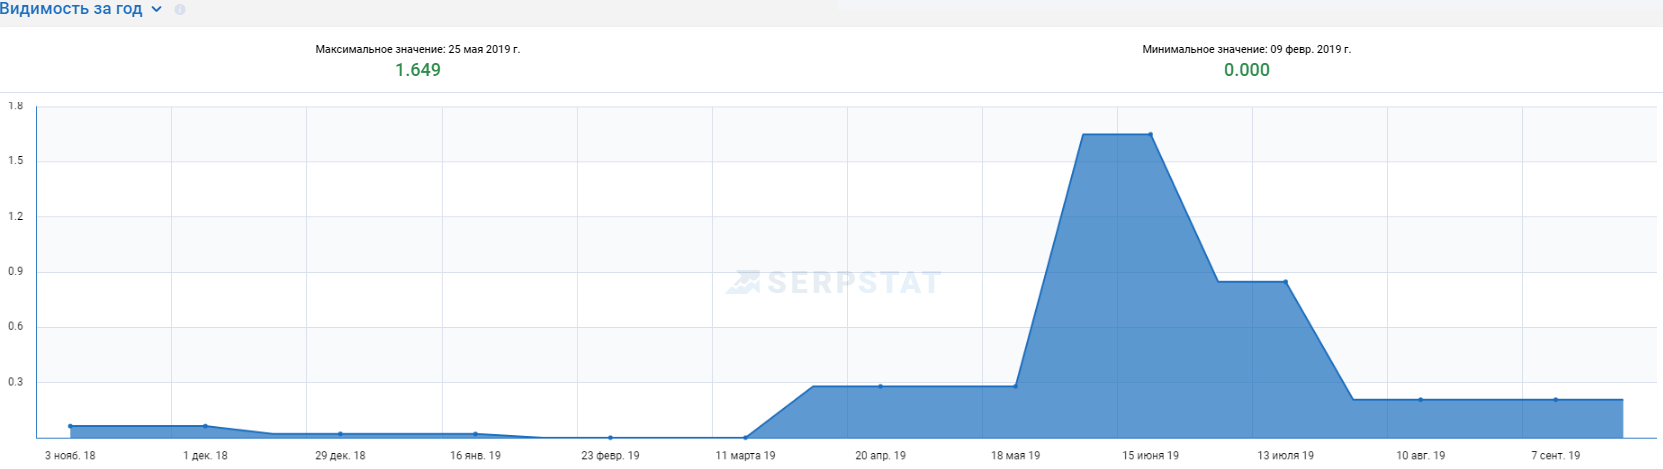 Видимость за год
Максимальное значение: 25 мая 2019 г.
1.649
Минимальное значение: 09 февр. 2019 г.
0.000
1.8
1.5
1.2
0.9
0.6
0.3
SERPSTAT
3 нояб. 18 1 дек. 18 29 дек. 18 16 янв. 19 23 февр. 19 11 марта 19 20 апр. 19 18 мая 19 15 июня 19 13 июля 19 10 авг. 19 7 сент. 19